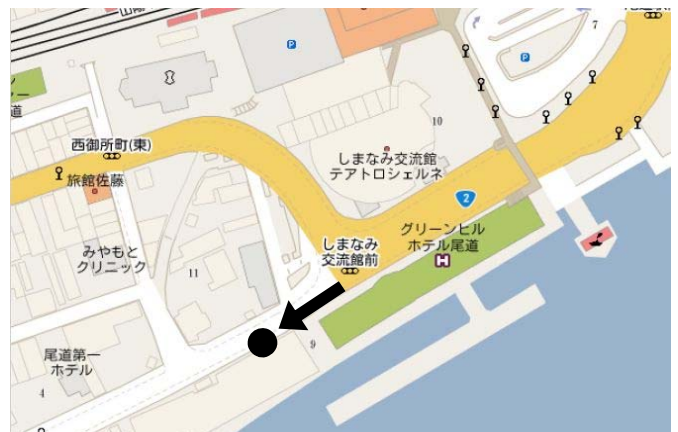 山陽
7
P
P
道
10
西御所町(東)
旅館佐藤
しまなみ交流館
テアトロシェルネ
2
みやもと
クリニック
11
しまなみ
交流館前
グリーンヒル
ホテル尾道
H
尾道第一
ホテル
9
4